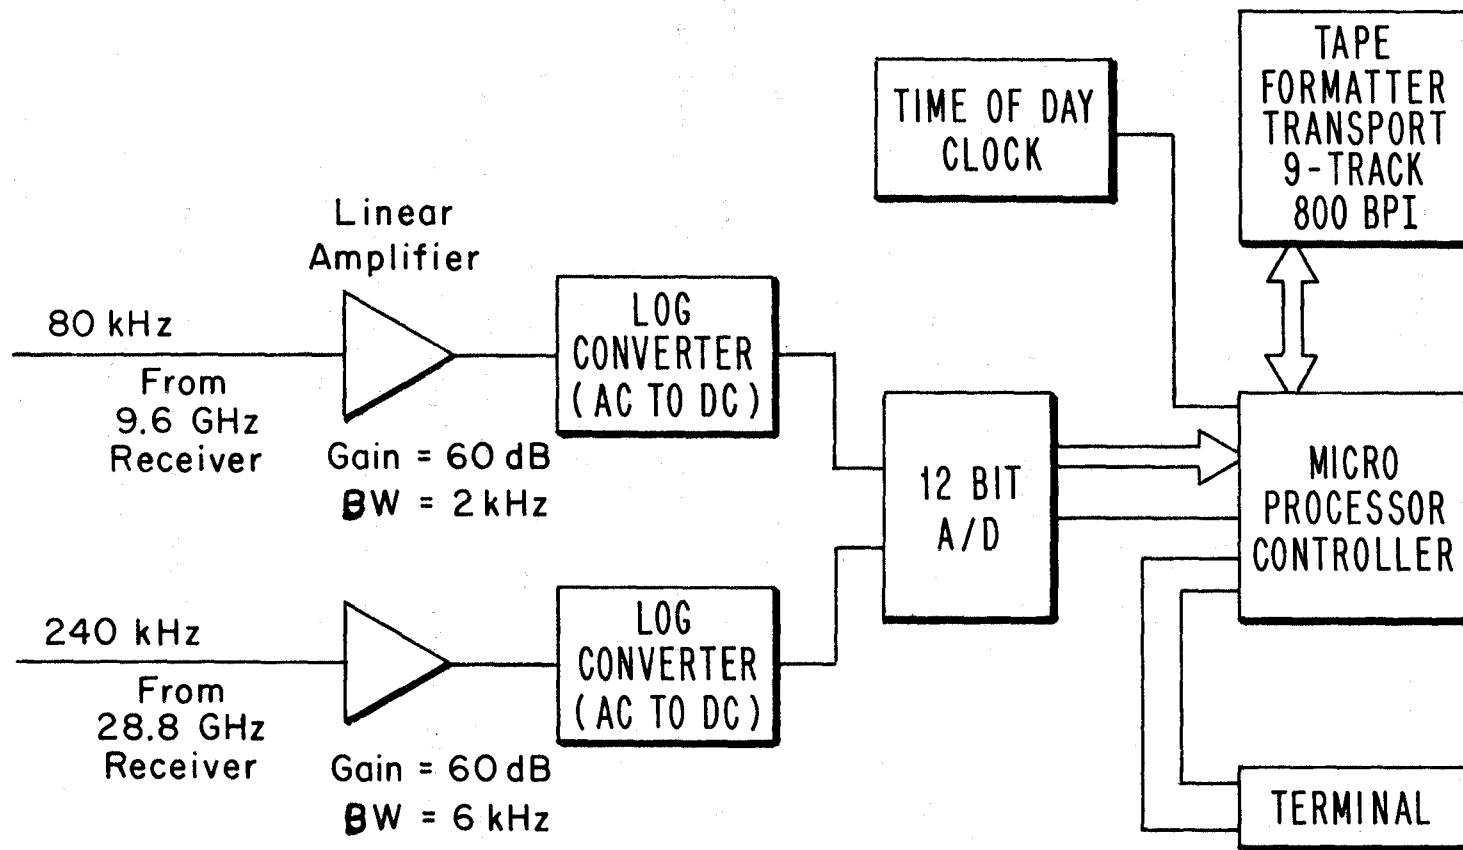 TIME OF DAY
CLOCK
TAPE
FORMATTER
TRANSPORT
9-TRACK
800 BPI
Linear
Amplifier
80 kHz
From
9.6 GHz
Receiver
Gain = 60 dB
BW = 2 kHz
LOG
CONVERTER
(AC TO DC)
12 BIT
A/D
MICRO
PROCESSOR
CONTROLLER
240 kHz
From
28.8 GHz
Receiver
Gain = 60 dB
BW = 6 kHz
LOG
CONVERTER
(AC TO DC)
TERMINAL